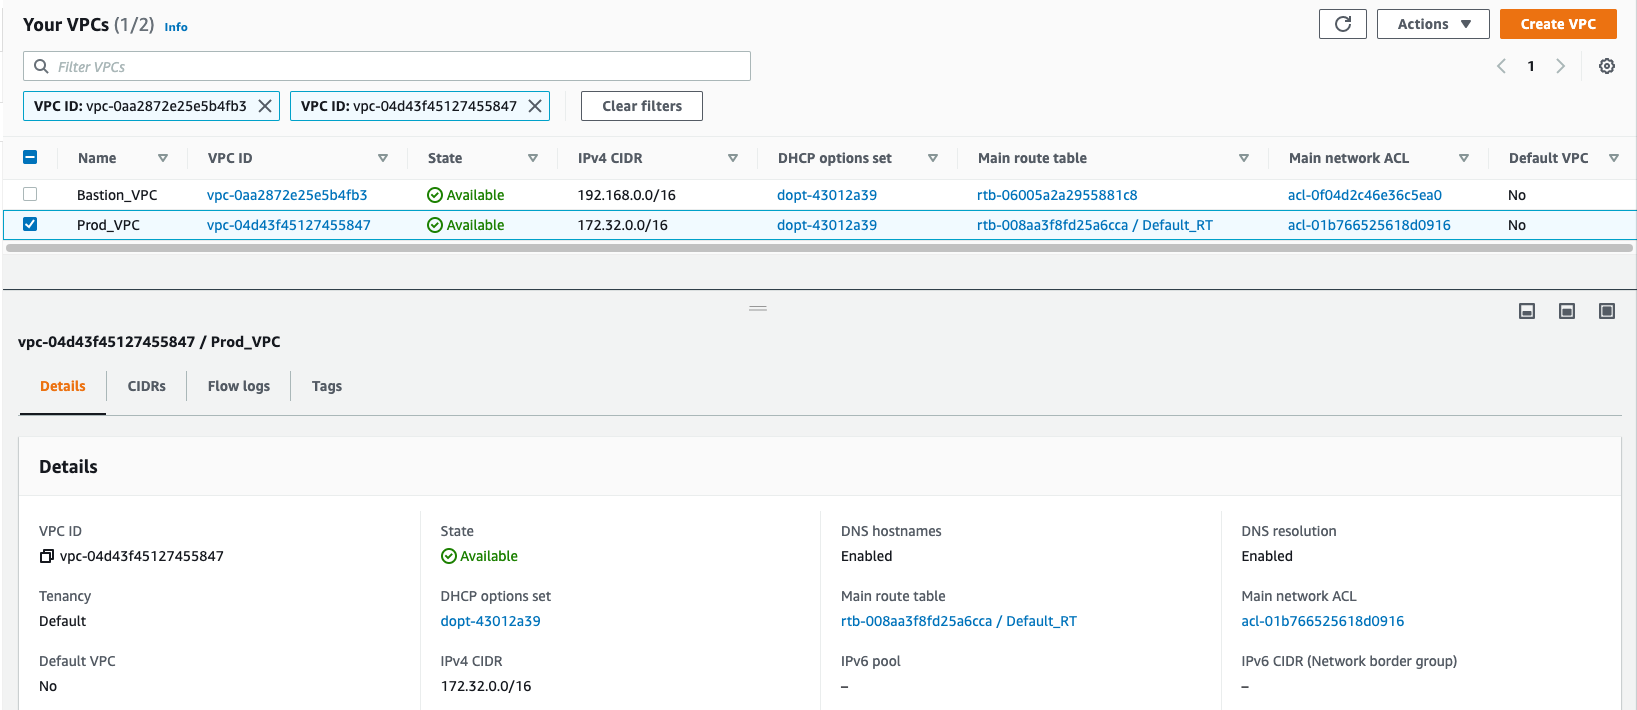 Your VPCs (1/2) Info
Actions
Create VPC
Filter VPCs
1
VPC ID: vpc-0aa2872e25e5b4fb3
VPC ID: vpc-04d43f45127455847
Clear filters
Name VPC ID State IPv4 CIDR DHCP options set Main route table Main network ACL Default VPC
Bastion_VPC vpc-0aa2872e25e5b4fb3 Available 192.168.0.0/16 dopt-43012a39 rtb-06005a2a2955881c8 acl-0f04d2c46e36c5ea0 No
Prod_VPC vpc-04d43f45127455847 Available 172.32.0.0/16 dopt-43012a39 rtb-008aa3f8fd25a6cca / Default_RT acl-01b766525618d0916 No
vpc-04d43f45127455847 / Prod_VPC
Details CIDRs Flow logs Tags
Details
VPC ID State DNS hostnames DNS resolution
vpc-04d43f45127455847 Available Enabled Enabled
Tenancy DHCP options set Main route table Main network ACL
Default dopt-43012a39 rtb-008aa3f8fd25a6cca / Default_RT acl-01b766525618d0916
Default VPC IPv4 CIDR IPv6 pool IPv6 CIDR (Network border group)
No 172.32.0.0/16 – –